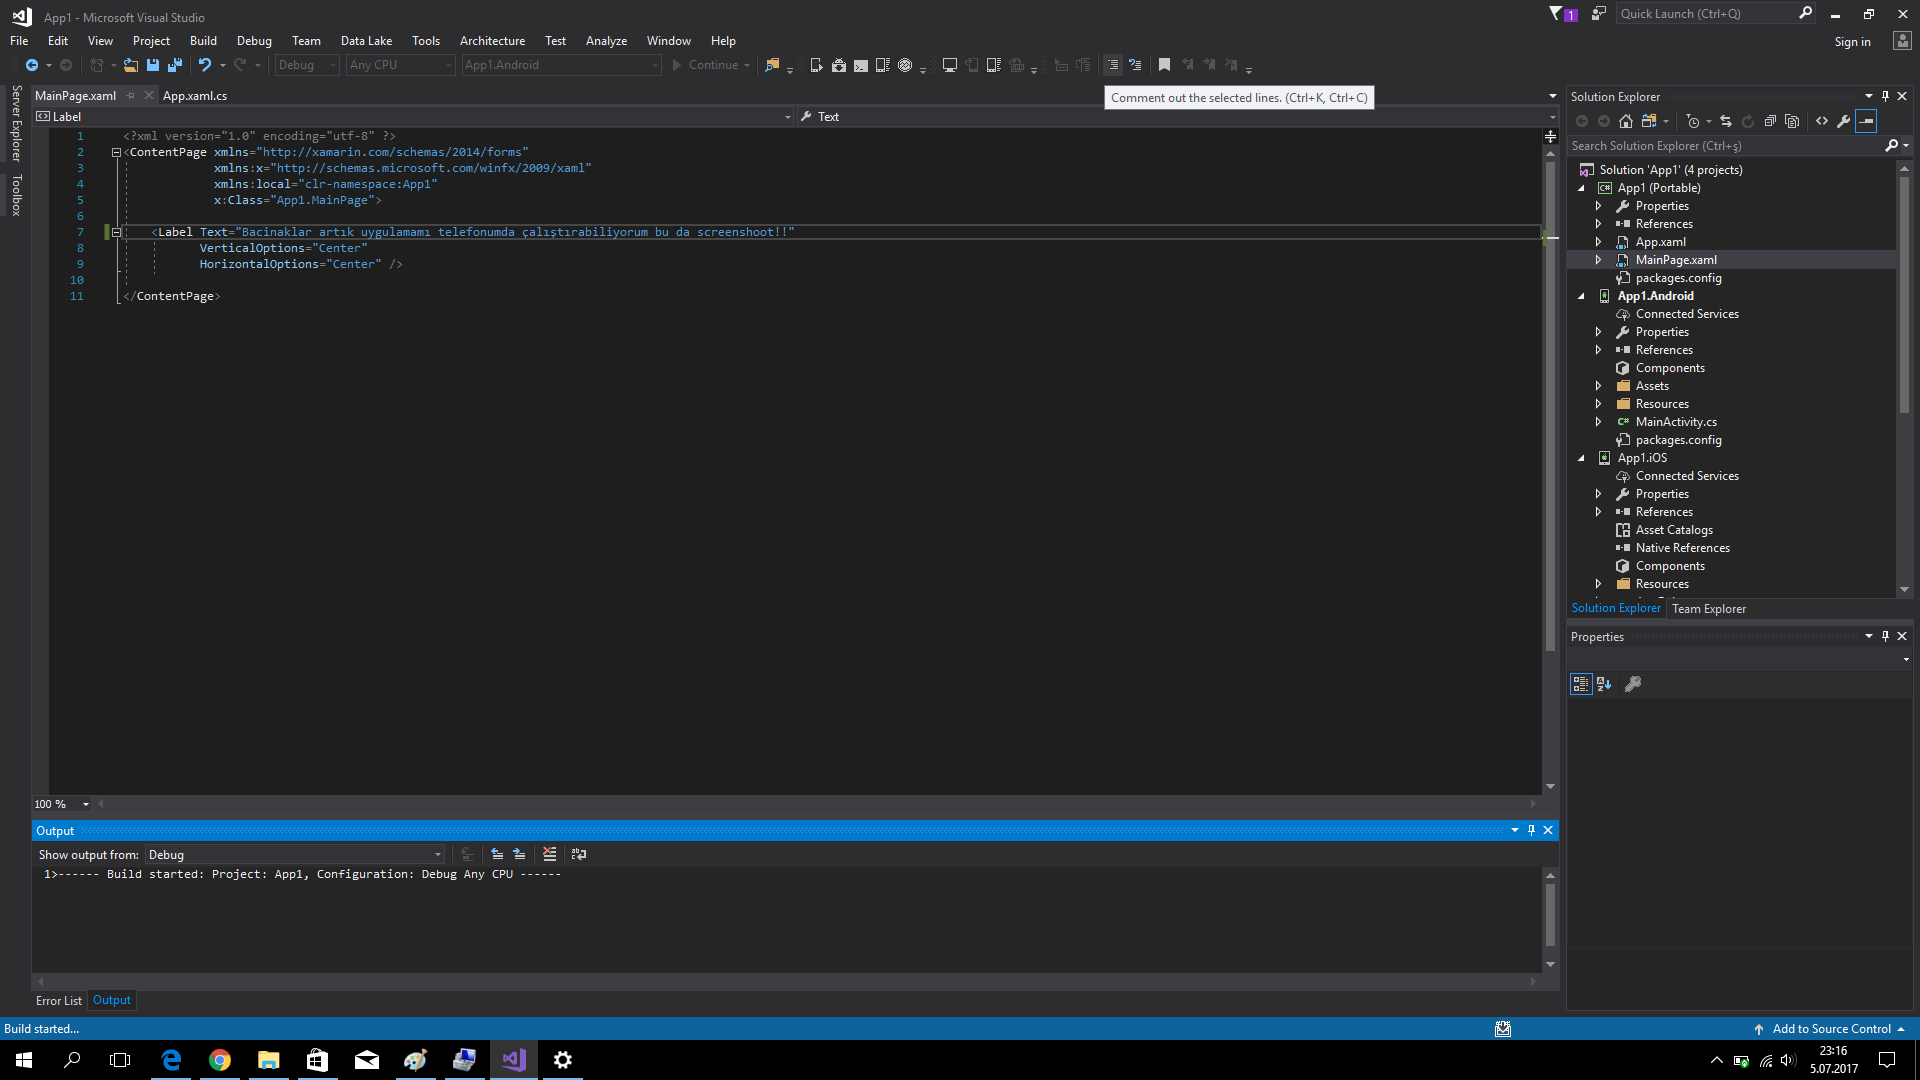 App1 - Microsoft Visual Studio
1
Quick Launch (Ctrl+Q)
File Edit View Project Build Debug Team Data Lake Tools Architecture Test Analyze Window Help
Sign in
Debug Any CPU App1.Android Continue
MainPage.xaml App.xaml.cs
Comment out the selected lines. (Ctrl+K, Ctrl+C)
Server Explorer
Toolbox
Label Text
1 <?xml version="1.0" encoding="utf-8" ?>
2 <ContentPage xmlns="http://xamarin.com/schemas/2014/forms"
3 xmlns:x="http://schemas.microsoft.com/winfx/2009/xaml"
4 xmlns:local="clr-namespace:App1"
5 x:Class="App1.MainPage">
6
7 <Label Text="Bacinaklar artık uygulamamı telefonumda çalıştırabiliyorum bu da screenshoot!!"
8 VerticalOptions="Center"
9 HorizontalOptions="Center" />
10
11 </ContentPage>
100 %
Output
Show output from: Debug
1>------ Build started: Project: App1, Configuration: Debug Any CPU ------
Error List Output
Solution Explorer
Search Solution Explorer (Ctrl+ş)
Solution 'App1' (4 projects)
C# App1 (Portable)
Properties
References
App.xaml
MainPage.xaml
packages.config
App1.Android
Connected Services
Properties
References
Components
Assets
Resources
C# MainActivity.cs
packages.config
App1.iOS
Connected Services
Properties
References
Asset Catalogs
Native References
Components
Resources
Solution Explorer Team Explorer
Properties
Build started...
Add to Source Control
23:16
5.07.2017